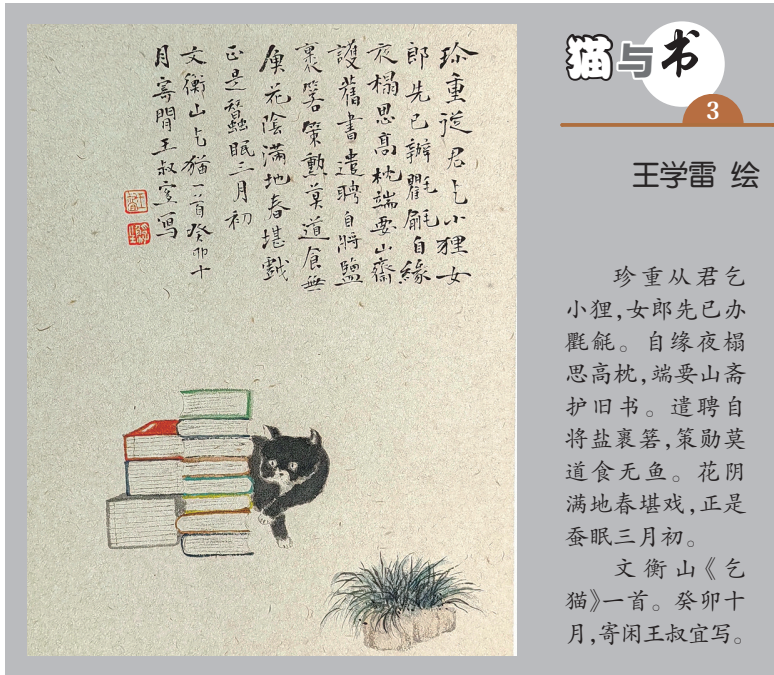 珍重從君乞小狸女
郎先已辦氍毹自緣
夜榻思高枕端要山齋
護舊書遣聘自將鹽
裹箬策勳莫道食無
魚花陰滿地春堪戲
正是蠶眠三月初
文衡山乞猫一首癸卯十
月寄閒王叔宜寫
猫与书
3
王学雷 绘
珍重从君乞
小狸,女郎先已办
氍毹。自缘夜榻
思高枕,端要山斋
护旧书。遣聘自
将盐裹箬,策勋莫
道食无鱼。花阴
满地春堪戏,正是
蚕眠三月初。
文衡山《乞
猫》一首。癸卯十
月,寄闲王叔宜写。